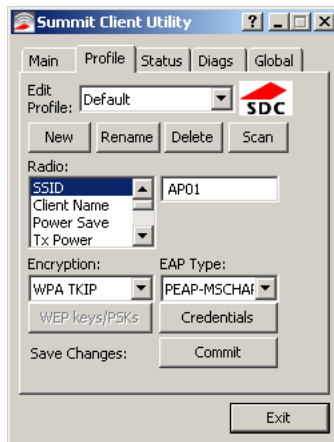 Summit Client Utility
Main Profile Status Diags Global
Edit Profile: Default
SDC
New Rename Delete Scan
Radio:
SSID AP01
Client Name
Power Save
Tx Power
Encryption: EAP Type:
WPA TKIP PEAP-MSCHAP
WEP keys/PSKs Credentials
Save Changes: Commit
Exit